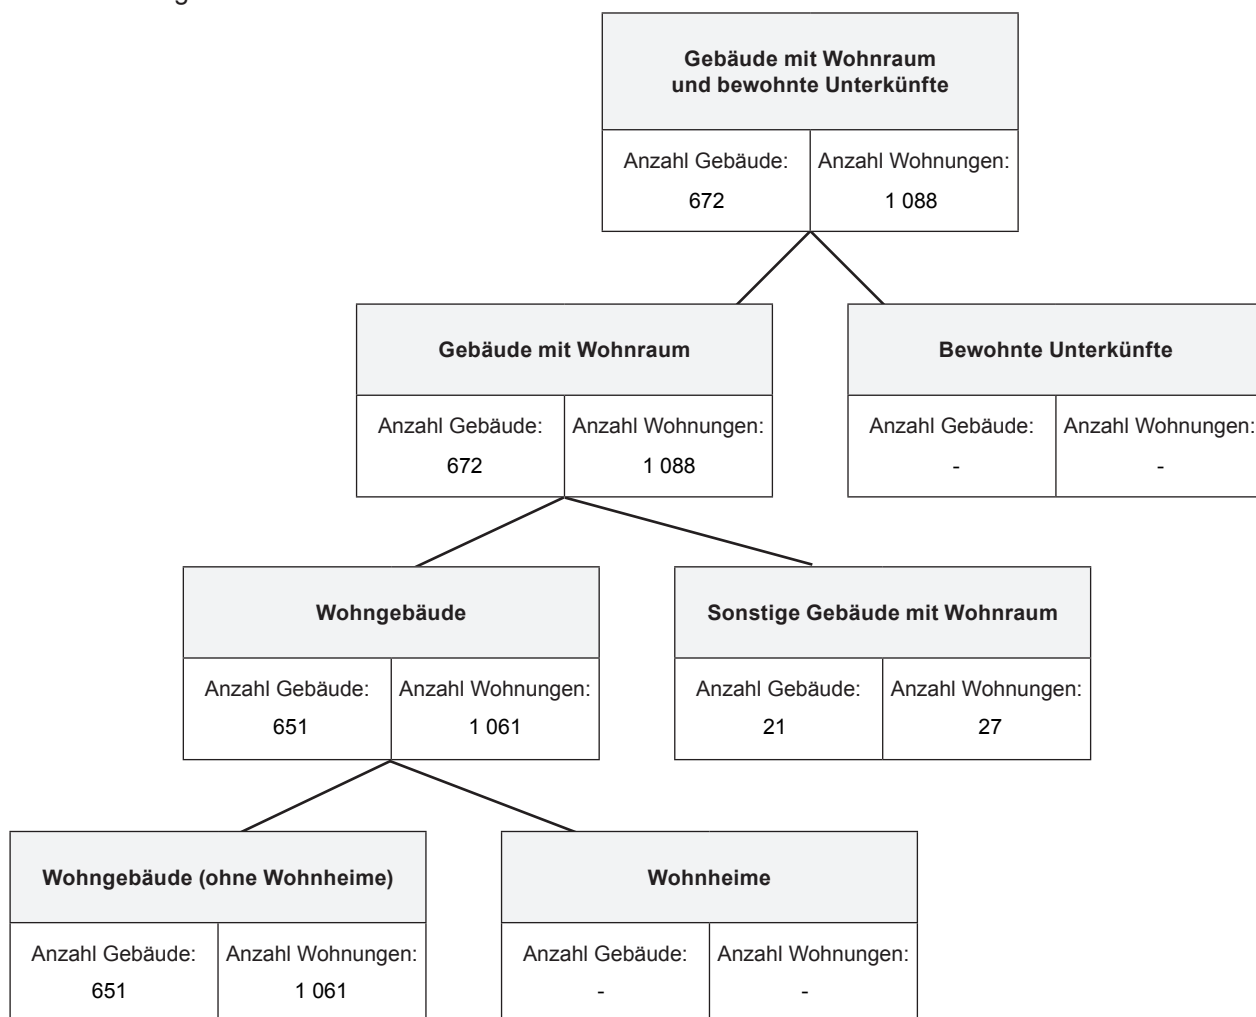 Gebäude mit Wohnraum
und bewohnte Unterkünfte
Anzahl Gebäude: Anzahl Wohnungen:
672 1 088
Gebäude mit Wohnraum Bewohnte Unterkünfte
Anzahl Gebäude: Anzahl Wohnungen: Anzahl Gebäude: Anzahl Wohnungen:
672 1 088 - -
Wohngebäude Sonstige Gebäude mit Wohnraum
Anzahl Gebäude: Anzahl Wohnungen: Anzahl Gebäude: Anzahl Wohnungen:
651 1 061 21 27
Wohngebäude (ohne Wohnheime) Wohnheime
Anzahl Gebäude: Anzahl Wohnungen: Anzahl Gebäude: Anzahl Wohnungen:
651 1 061 - -